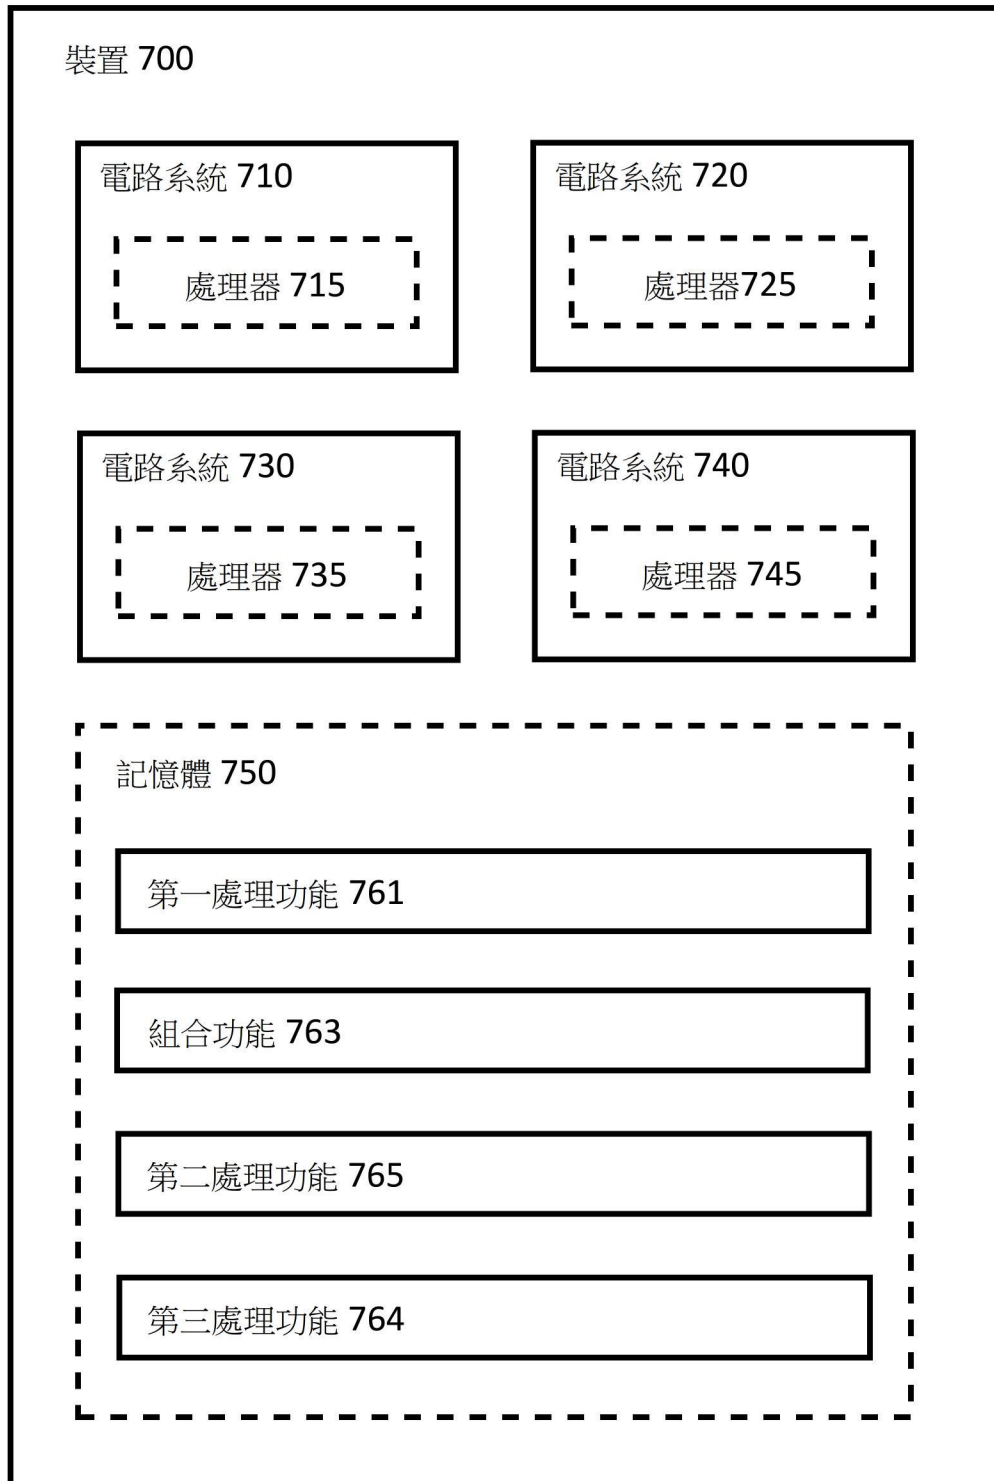 裝置 700
電路系統 710
處理器 715
電路系統 720
處理器725
電路系統 730
處理器 735
電路系統 740
處理器 745
記憶體 750
第一處理功能 761
組合功能 763
第二處理功能 765
第三處理功能 764